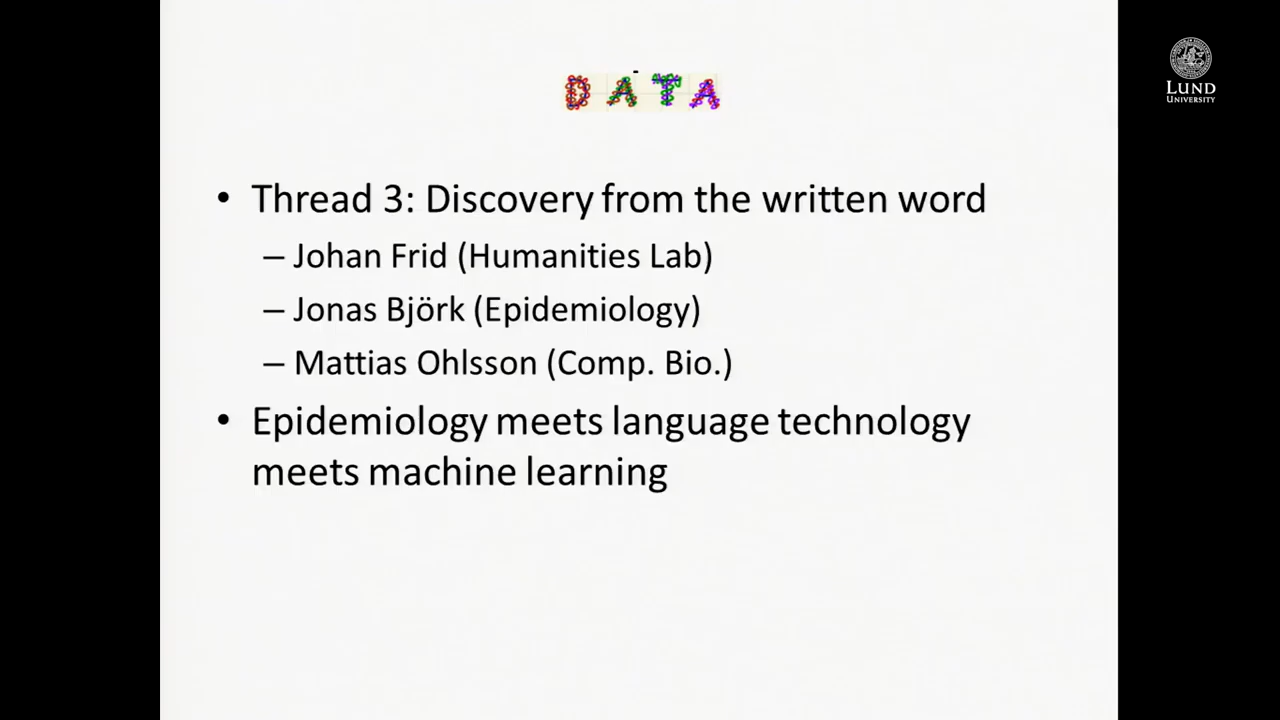 DATA
LUND
UNIVERSITY
• Thread 3: Discovery from the written word
– Johan Frid (Humanities Lab)
– Jonas Björk (Epidemiology)
– Mattias Ohlsson (Comp. Bio.)
• Epidemiology meets language technology
meets machine learning